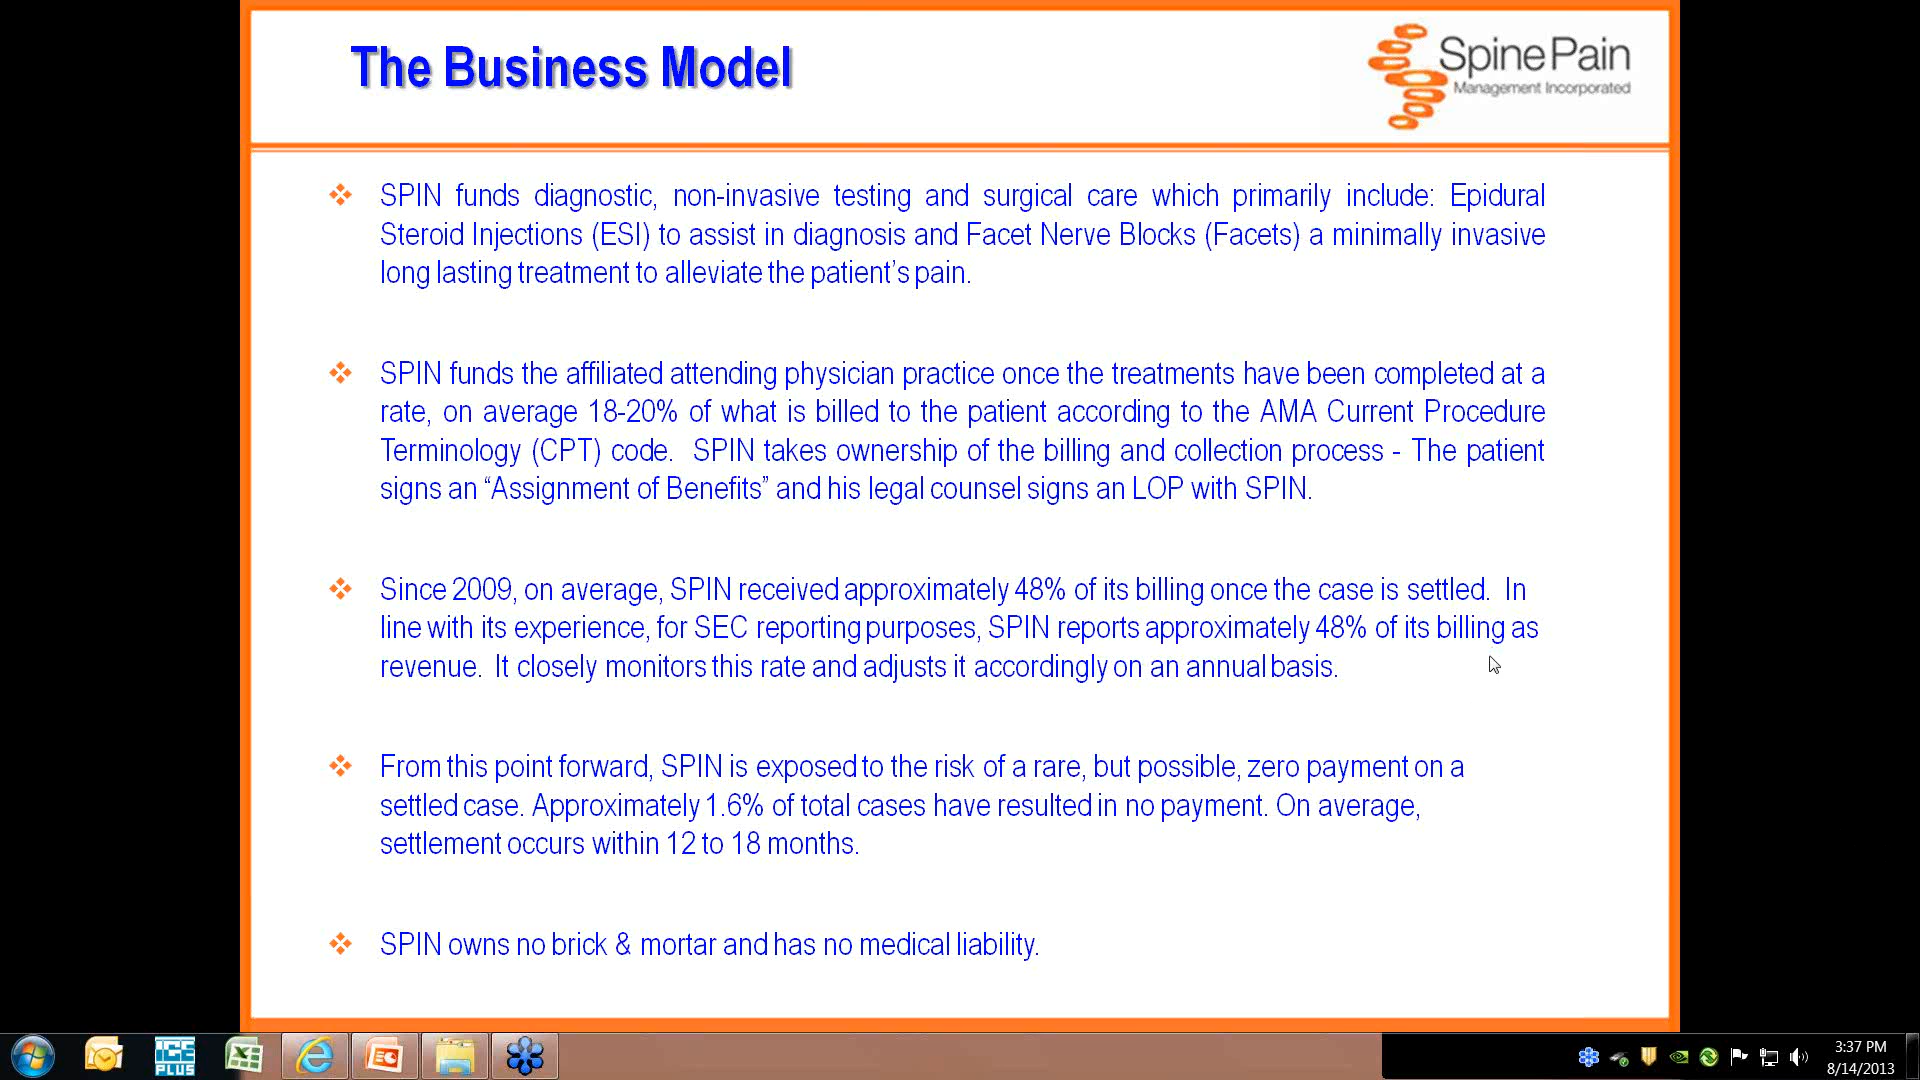 The Business Model
Spine Pain
Management Incorporated
SPIN funds diagnostic, non-invasive testing and surgical care which primarily include: Epidural
Steroid Injections (ESI) to assist in diagnosis and Facet Nerve Blocks (Facets) a minimally invasive
long lasting treatment to alleviate the patient’s pain.
SPIN funds the affiliated attending physician practice once the treatments have been completed at a
rate, on average 18-20% of what is billed to the patient according to the AMA Current Procedure
Terminology (CPT) code.  SPIN takes ownership of the billing and collection process - The patient
signs an “Assignment of Benefits” and his legal counsel signs an LOP with SPIN.
Since 2009, on average, SPIN received approximately 48% of its billing once the case is settled.  In
line with its experience, for SEC reporting purposes, SPIN reports approximately 48% of its billing as
revenue.  It closely monitors this rate and adjusts it accordingly on an annual basis.
From this point forward, SPIN is exposed to the risk of a rare, but possible, zero payment on a
settled case. Approximately 1.6% of total cases have resulted in no payment. On average,
settlement occurs within 12 to 18 months.
SPIN owns no brick & mortar and has no medical liability.
ICE
PLUS
3:37 PM
8/14/2013